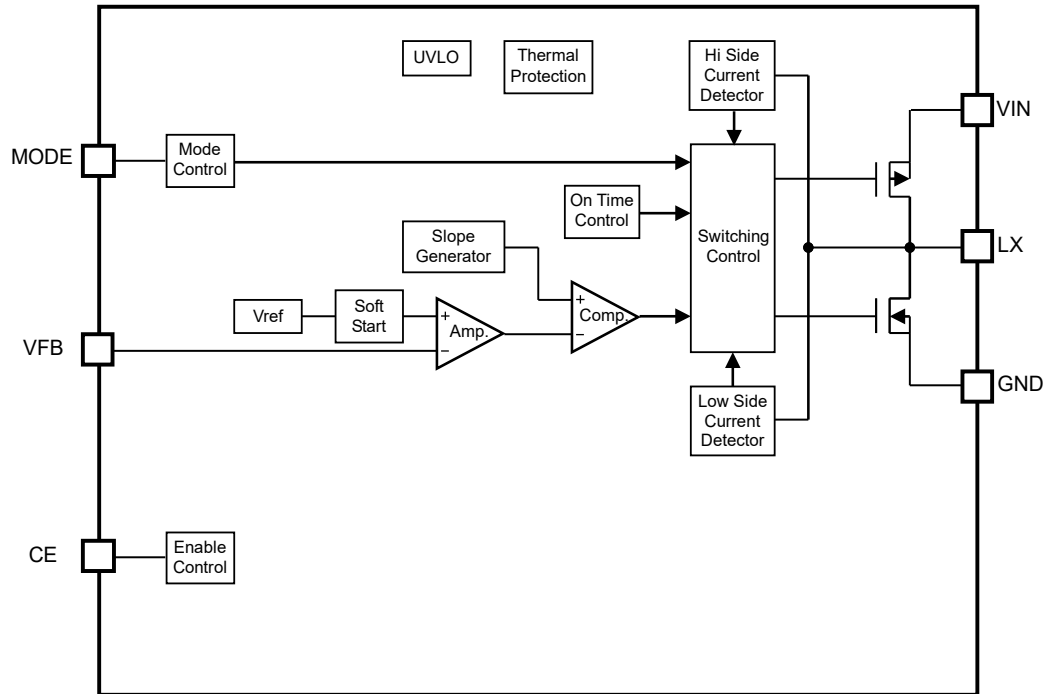 UVLO
Thermal
Protection
Hi Side
Current
Detector
VIN
MODE
Mode
Control
On Time
Control
Slope
Generator
Switching
Control
LX
Vref
Soft
Start
+
Amp.
−
+
Comp.
−
VFB
GND
Low Side
Current
Detector
CE
Enable
Control